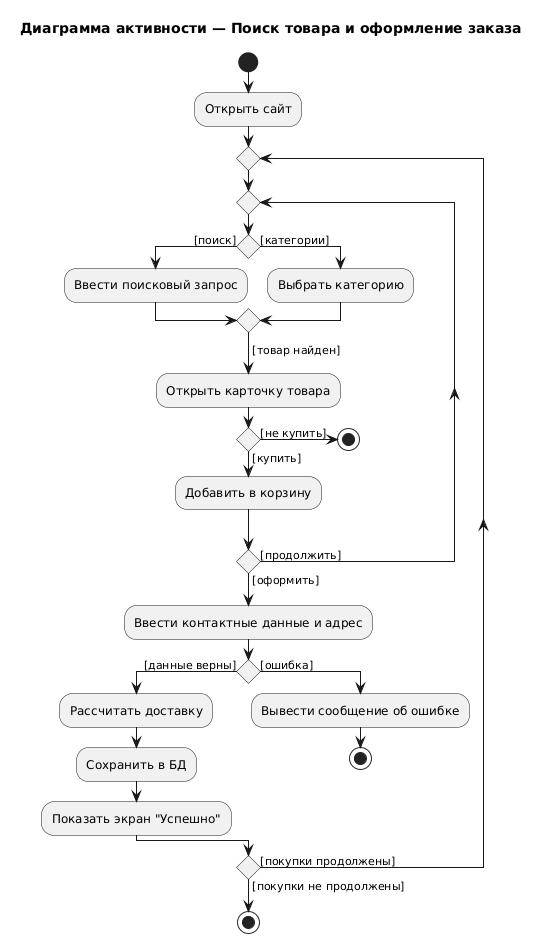 Диаграмма активности — Поиск товара и оформление заказа
Открыть сайт
[поиск]
[категории]
Ввести поисковый запрос
Выбрать категорию
[товар найден]
Открыть карточку товара
[не купить]
[купить]
Добавить в корзину
[продолжить]
[оформить]
Ввести контактные данные и адрес
[данные верны]
[ошибка]
Рассчитать доставку
Вывести сообщение об ошибке
Сохранить в БД
Показать экран "Успешно"
[покупки продолжены]
[покупки не продолжены]